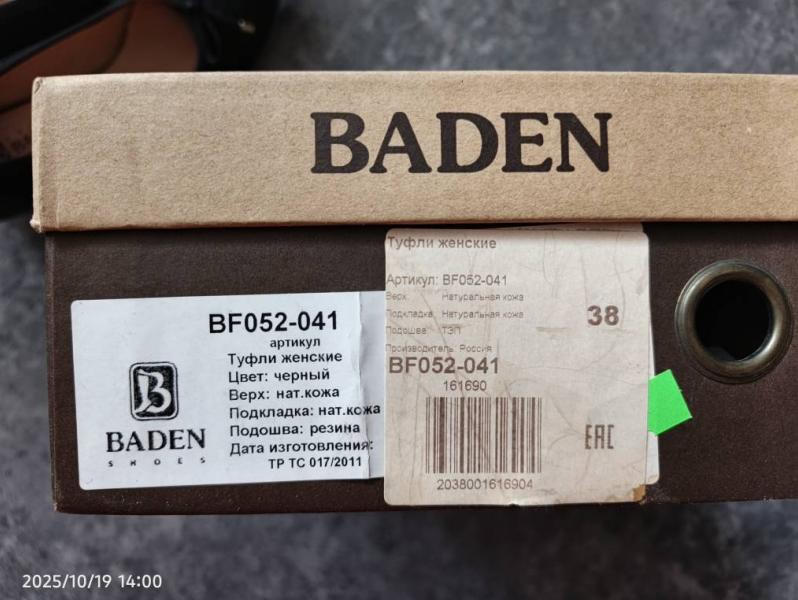 BADEN
BF052-041
артикул
Туфли женские
Цвет: черный
Верх: нат.кожа
Подкладка: нат.кожа
Подошва: резина
Дата изготовления:
ТР ТС 017/2011
B
BADEN
SHOES
Туфли женские
Артикул: BF052-041
Верх: Натуральная кожа
Подкладка: Натуральная кожа
Подошва: ТЭП
38
Производитель: Россия
BF052-041
161690
EAC
2038001616904
2025/10/19 14:00